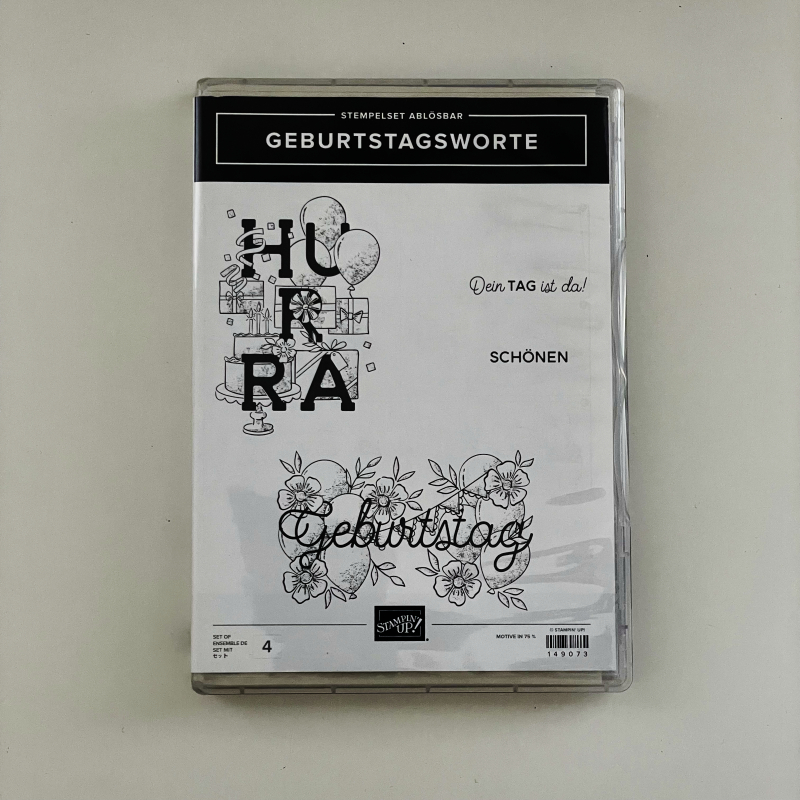 STEMPELSET ABLÖSBAR
GEBURTSTAGSWORTE
HU
R
RA
Dein TAG ist da!
SCHÖNEN
Geburtstag
STAMPIN' UP!
SET OF
ENSEMBLE DE
SET MIT
セット
4
MOTIVE IN 75 %
© STAMPIN' UP!
149073